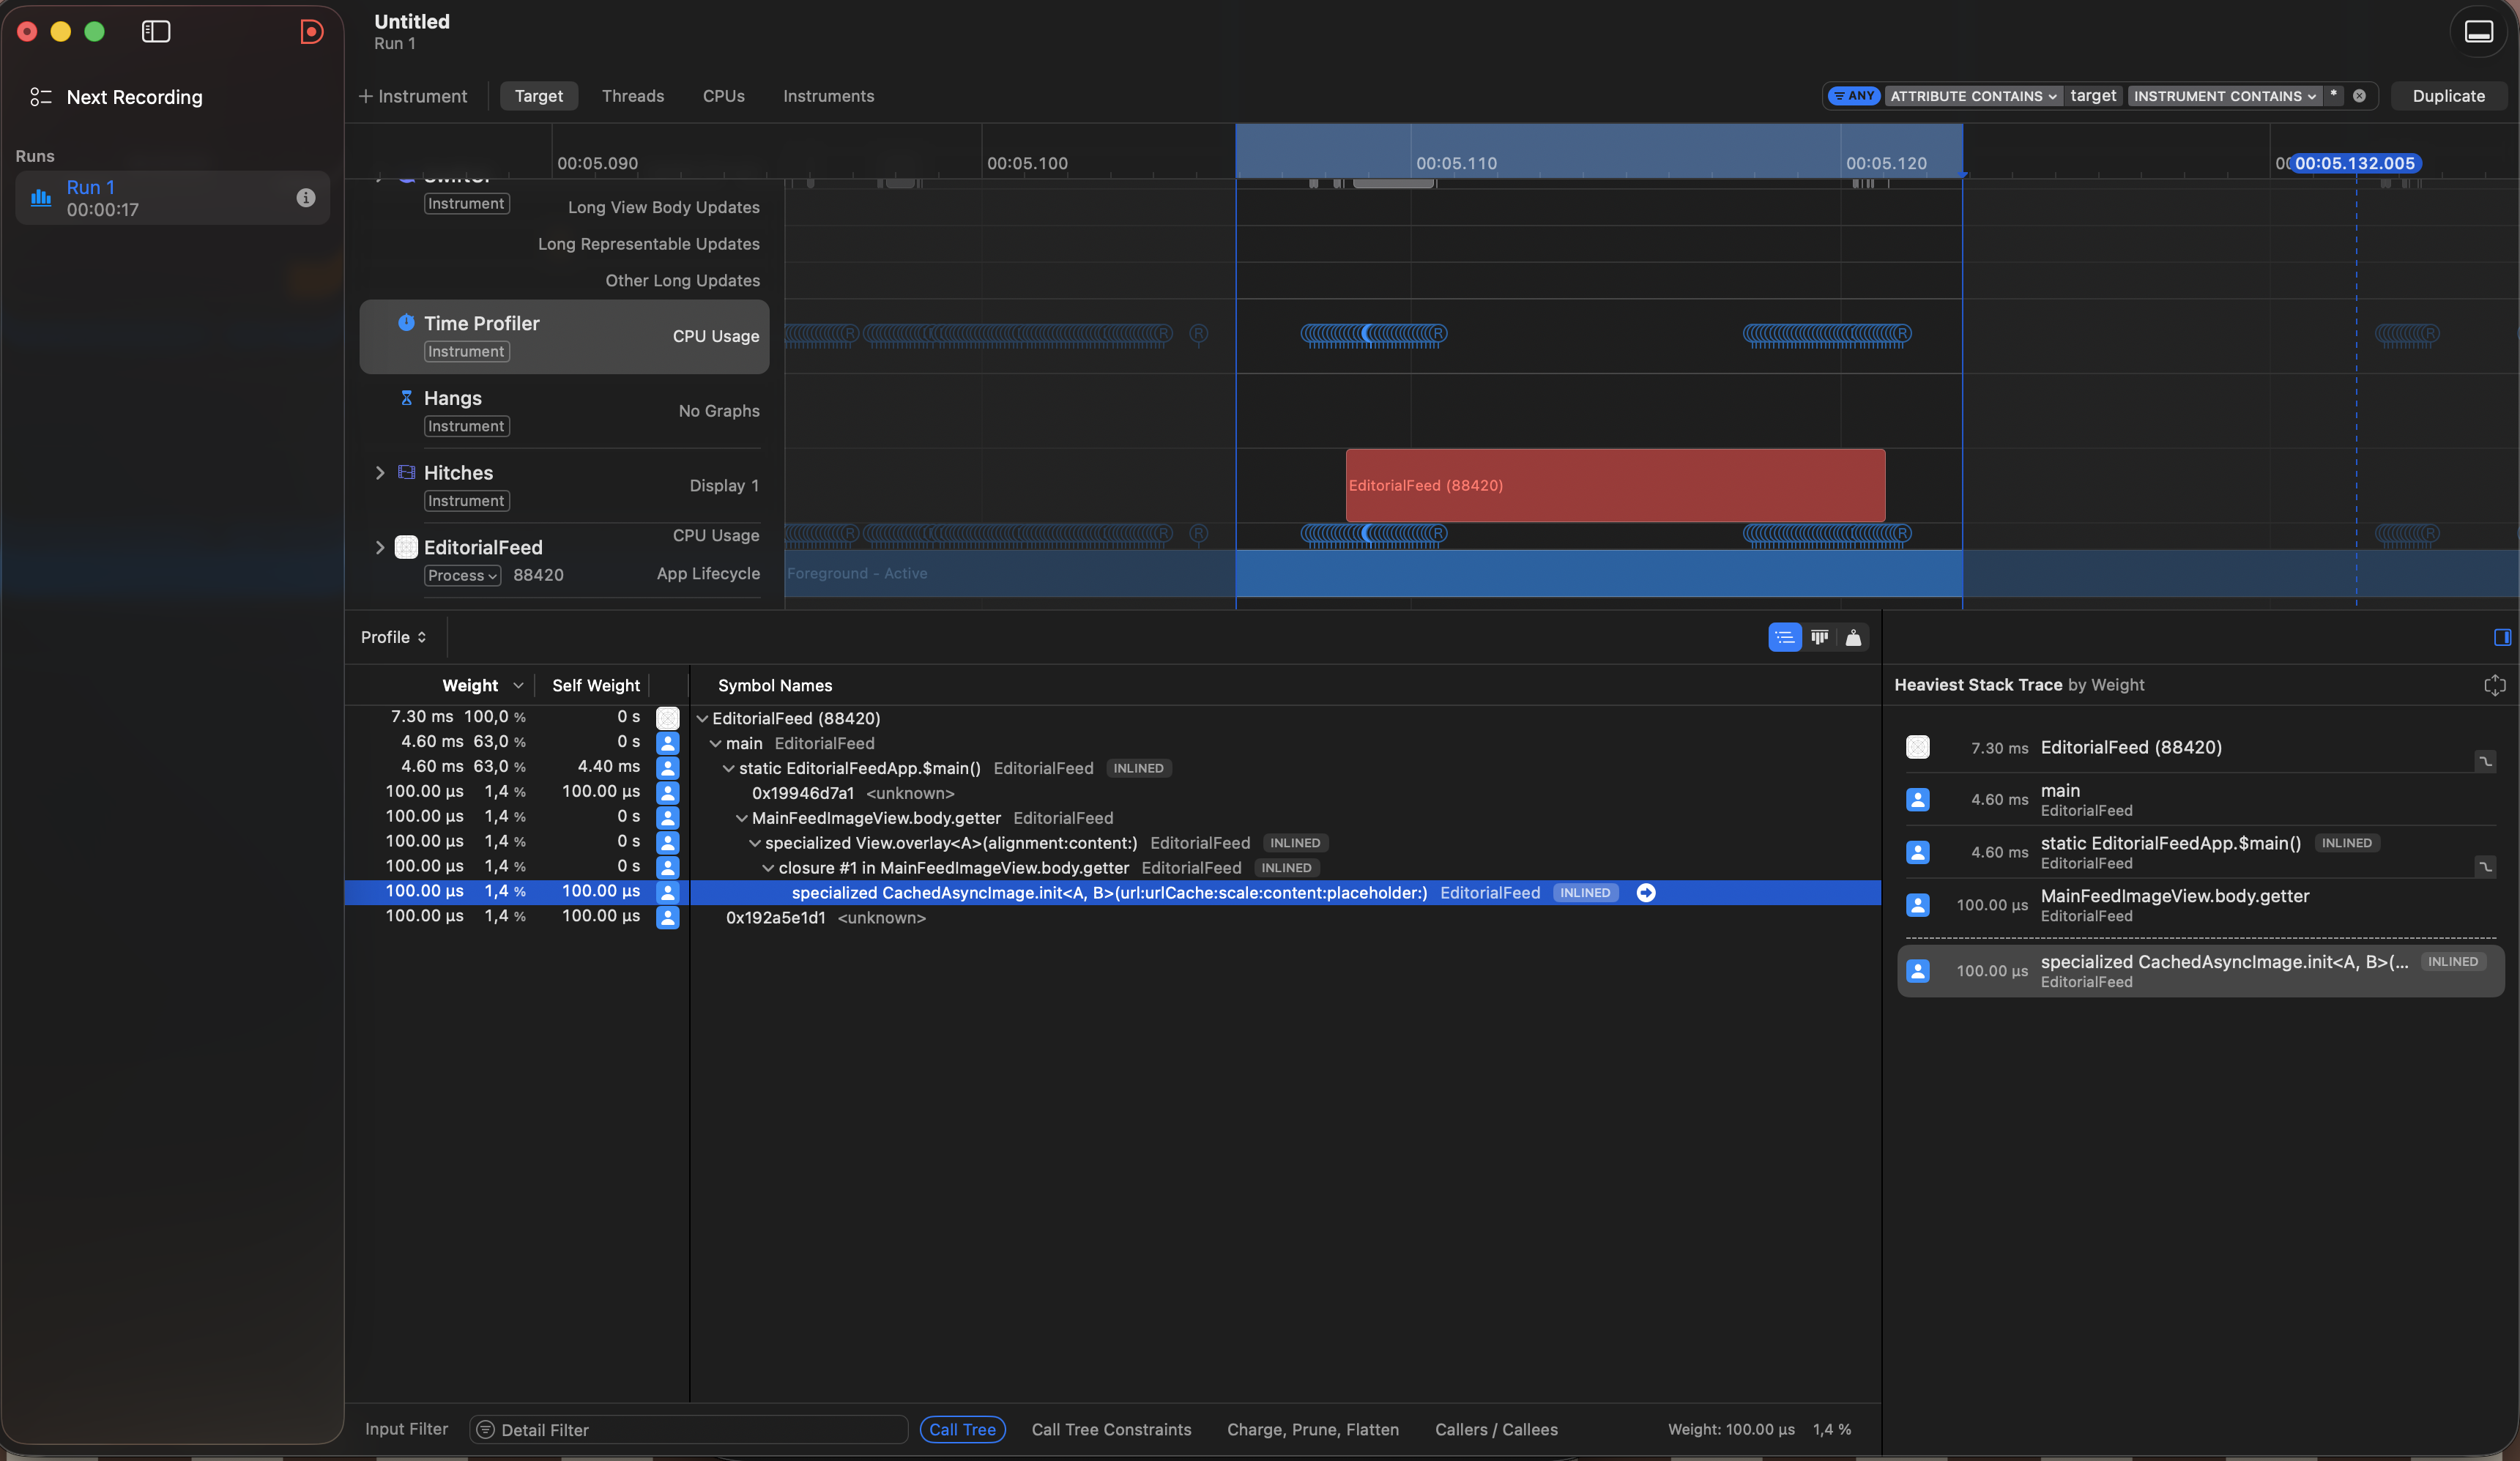 Untitled
Run 1
Next Recording
Instrument
Target
Threads
CPUs
Instruments
ANY
ATTRIBUTE CONTAINS
target
INSTRUMENT CONTAINS
*
Duplicate
Runs
Run 1
00:00:17
00:05.090
00:05.100
00:05.110
00:05.120
00:05.132.005
Instrument
Long View Body Updates
Long Representable Updates
Other Long Updates
Time Profiler
Instrument
CPU Usage
Hangs
Instrument
No Graphs
Hitches
Instrument
Display 1
EditorialFeed (88420)
EditorialFeed
Process
88420
CPU Usage
App Lifecycle
Foreground - Active
Profile
Weight
Self Weight
Symbol Names
7.30 ms 100,0 % 0 s EditorialFeed (88420)
4.60 ms 63,0 % 0 s main EditorialFeed
4.60 ms 63,0 % 4.40 ms static EditorialFeedApp.$main() EditorialFeed INLINED
100.00 µs 1,4 % 100.00 µs 0x19946d7a1 <unknown>
100.00 µs 1,4 % 0 s MainFeedImageView.body.getter EditorialFeed
100.00 µs 1,4 % 0 s specialized View.overlay<A>(alignment:content:) EditorialFeed INLINED
100.00 µs 1,4 % 0 s closure #1 in MainFeedImageView.body.getter EditorialFeed INLINED
100.00 µs 1,4 % 100.00 µs specialized CachedAsyncImage.init<A, B>(url:urlCache:scale:content:placeholder:) EditorialFeed INLINED
100.00 µs 1,4 % 100.00 µs 0x192a5e1d1 <unknown>
Heaviest Stack Trace by Weight
7.30 ms EditorialFeed (88420)
4.60 ms main
EditorialFeed
4.60 ms static EditorialFeedApp.$main() INLINED
EditorialFeed
100.00 µs MainFeedImageView.body.getter
EditorialFeed
100.00 µs specialized CachedAsyncImage.init<A, B>(... INLINED
EditorialFeed
Input Filter
Detail Filter
Call Tree
Call Tree Constraints
Charge, Prune, Flatten
Callers / Callees
Weight: 100.00 µs 1,4 %